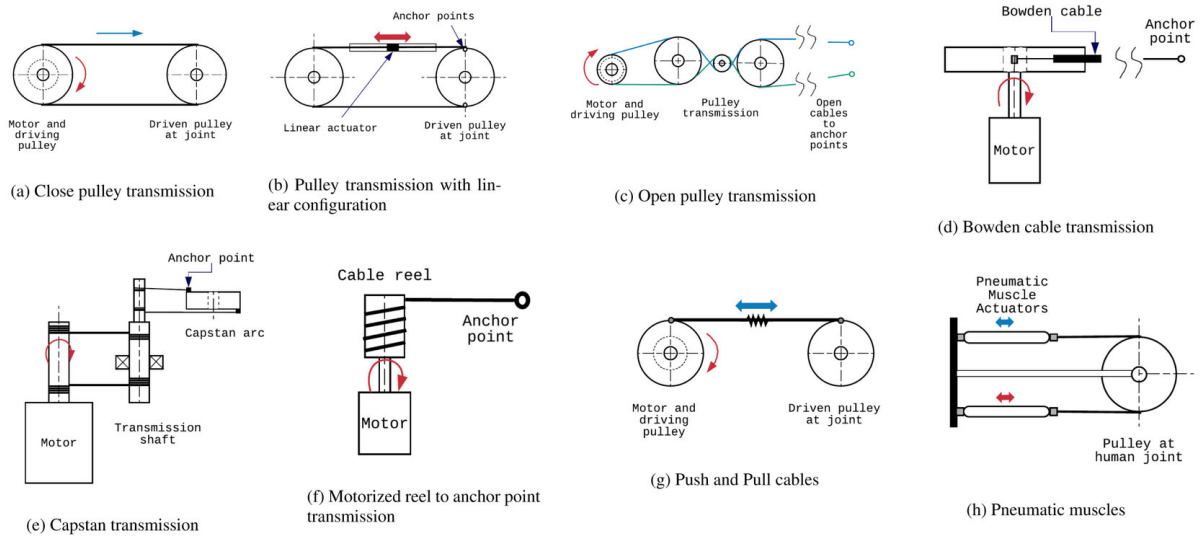 Motor and
driving
pulley
Driven pulley
at joint
(a) Close pulley transmission
Anchor points
Linear actuator
Driven pulley
at joint
(b) Pulley transmission with lin-
ear configuration
Motor and
driving pulley
Pulley
transmission
Open
cables
to
anchor
points
(c) Open pulley transmission
Bowden cable
Anchor
point
Motor
(d) Bowden cable transmission
Anchor point
Capstan arc
Motor
Transmission
shaft
(e) Capstan transmission
Cable reel
Anchor
point
Motor
(f) Motorized reel to anchor point
transmission
Motor and
driving
pulley
Driven pulley
at joint
(g) Push and Pull cables
Pneumatic
Muscle
Actuators
Pulley at
human joint
(h) Pneumatic muscles